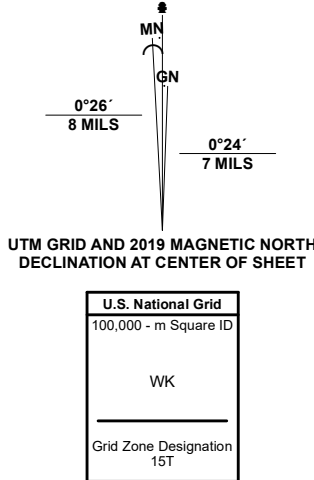 MN
GN
0°26´
8 MILS
0°24´
7 MILS
UTM GRID AND 2019 MAGNETIC NORTH
DECLINATION AT CENTER OF SHEET
U.S. National Grid
100,000 - m Square ID
WK
Grid Zone Designation
15T